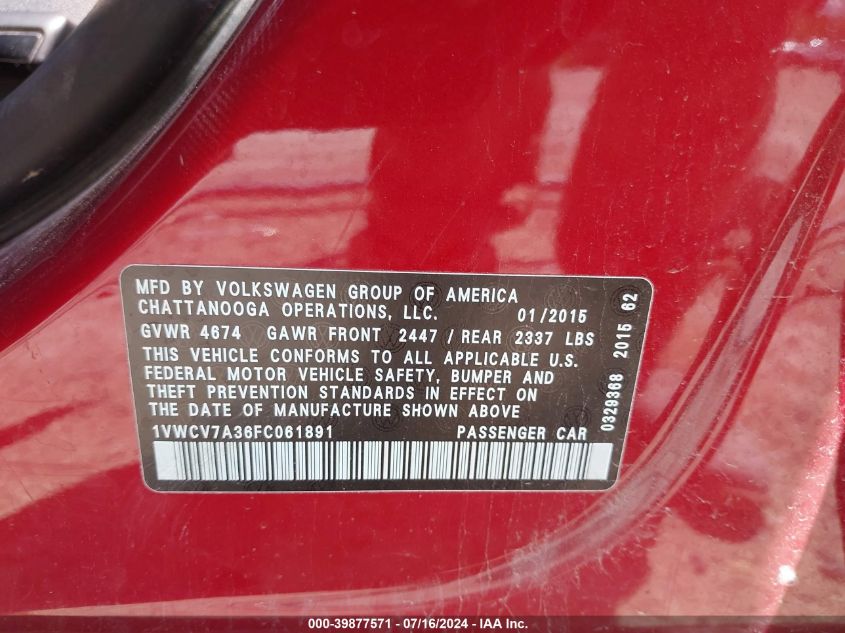 MFD BY VOLKSWAGEN GROUP OF AMERICA
CHATTANOOGA OPERATIONS, LLC. 01/2015
GVWR 4674 GAWR FRONT 2447 / REAR 2337 LBS
THIS VEHICLE CONFORMS TO ALL APPLICABLE U.S.
FEDERAL MOTOR VEHICLE SAFETY, BUMPER AND
THEFT PREVENTION STANDARDS IN EFFECT ON
THE DATE OF MANUFACTURE SHOWN ABOVE
1VWCV7A36FC061891 PASSENGER CAR
0329368 2015 62
000-39877571 - 07/16/2024 - IAAI Inc.